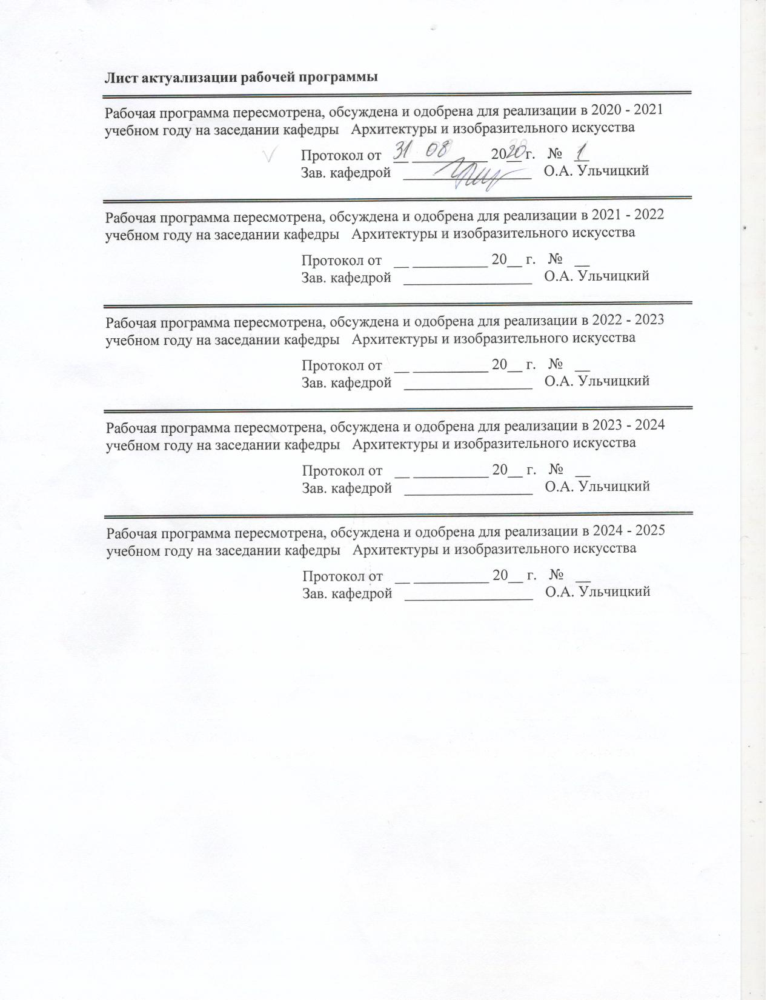 Лист актуализации рабочей программы
Рабочая программа пересмотрена, обсуждена и одобрена для реализации в 2020 - 2021
учебном году на заседании кафедры Архитектуры и изобразительного искусства
Протокол от 31 08 2020 г. № 1
Зав. кафедрой ____ О.А. Ульчицкий
Рабочая программа пересмотрена, обсуждена и одобрена для реализации в 2021 - 2022
учебном году на заседании кафедры Архитектуры и изобразительного искусства
Протокол от __ __________ 20__ г. № __
Зав. кафедрой _________________ О.А. Ульчицкий
Рабочая программа пересмотрена, обсуждена и одобрена для реализации в 2022 - 2023
учебном году на заседании кафедры Архитектуры и изобразительного искусства
Протокол от __ __________ 20__ г. № __
Зав. кафедрой _________________ О.А. Ульчицкий
Рабочая программа пересмотрена, обсуждена и одобрена для реализации в 2023 - 2024
учебном году на заседании кафедры Архитектуры и изобразительного искусства
Протокол от __ __________ 20__ г. № __
Зав. кафедрой _________________ О.А. Ульчицкий
Рабочая программа пересмотрена, обсуждена и одобрена для реализации в 2024 - 2025
учебном году на заседании кафедры Архитектуры и изобразительного искусства
Протокол от __ __________ 20__ г. № __
Зав. кафедрой _________________ О.А. Ульчицкий